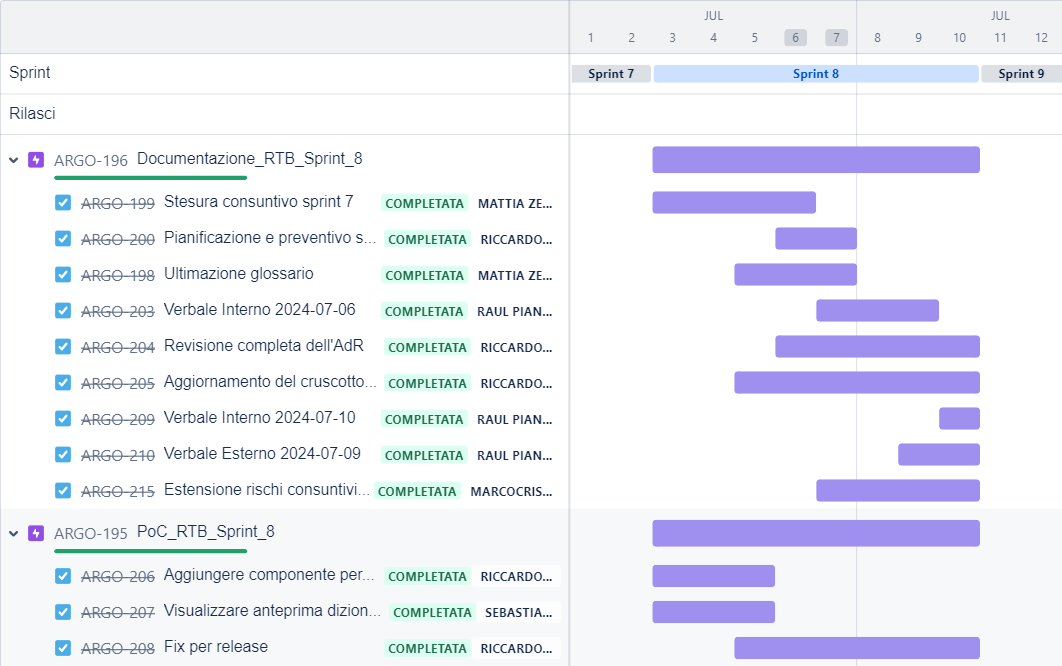 JUL JUL
1 2 3 4 5 6 7 8 9 10 11 12
Sprint Sprint 7 Sprint 8 Sprint 9
Rilasci
ARGO-196 Documentazione_RTB_Sprint_8
ARGO-199 Stesura consuntivo sprint 7 COMPLETATA MATTIA ZE...
ARGO-200 Pianificazione e preventivo s... COMPLETATA RICCARDO...
ARGO-198 Ultimazione glossario COMPLETATA MATTIA ZE...
ARGO-203 Verbale Interno 2024-07-06 COMPLETATA RAUL PIAN...
ARGO-204 Revisione completa dell'AdR COMPLETATA RICCARDO...
ARGO-205 Aggiornamento del cruscotto... COMPLETATA RICCARDO...
ARGO-209 Verbale Interno 2024-07-10 COMPLETATA RAUL PIAN...
ARGO-210 Verbale Esterno 2024-07-09 COMPLETATA RAUL PIAN...
ARGO-215 Estensione rischi consuntivi... COMPLETATA MARCOCRIS...
ARGO-195 PoC_RTB_Sprint_8
ARGO-206 Aggiungere componente per... COMPLETATA RICCARDO...
ARGO-207 Visualizzare anteprima dizion... COMPLETATA SEBASTIA...
ARGO-208 Fix per release COMPLETATA RICCARDO...